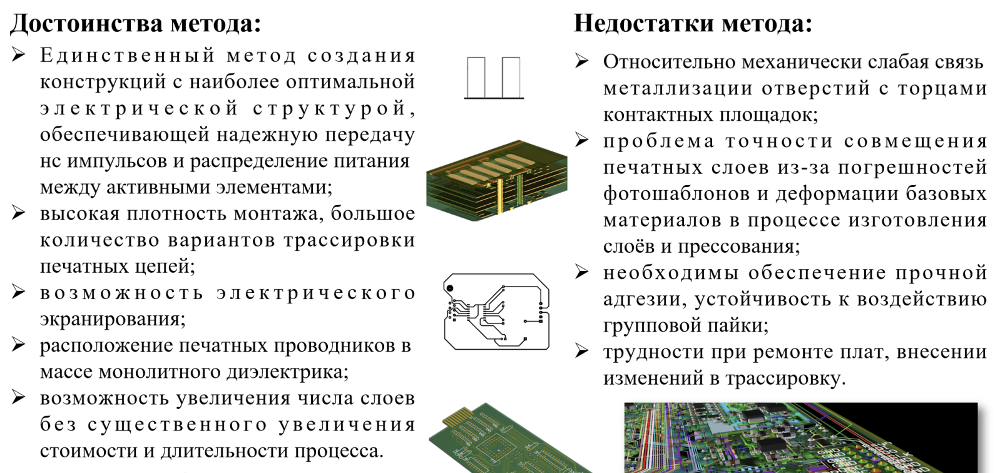 Достоинства метода:
Единственный метод создания
конструкций с наиболее оптимальной
электрической структурой,
обеспечивающей надежную передачу
нс импульсов и распределение питания
между активными элементами;
высокая плотность монтажа, большое
количество вариантов трассировки
печатных цепей;
возможность электрического
экранирования;
расположение печатных проводников в
массе монолитного диэлектрика;
возможность увеличения числа слоев
без существенного увеличения
стоимости и длительности процесса.
Недостатки метода:
Относительно механически слабая связь
металлизации отверстий с торцами
контактных площадок;
проблема точности совмещения
печатных слоев из-за погрешностей
фотошаблонов и деформации базовых
материалов в процессе изготовления
слоёв и прессования;
необходимы обеспечение прочной
адгезии, устойчивость к воздействию
групповой пайки;
трудности при ремонте плат, внесении
изменений в трассировку.